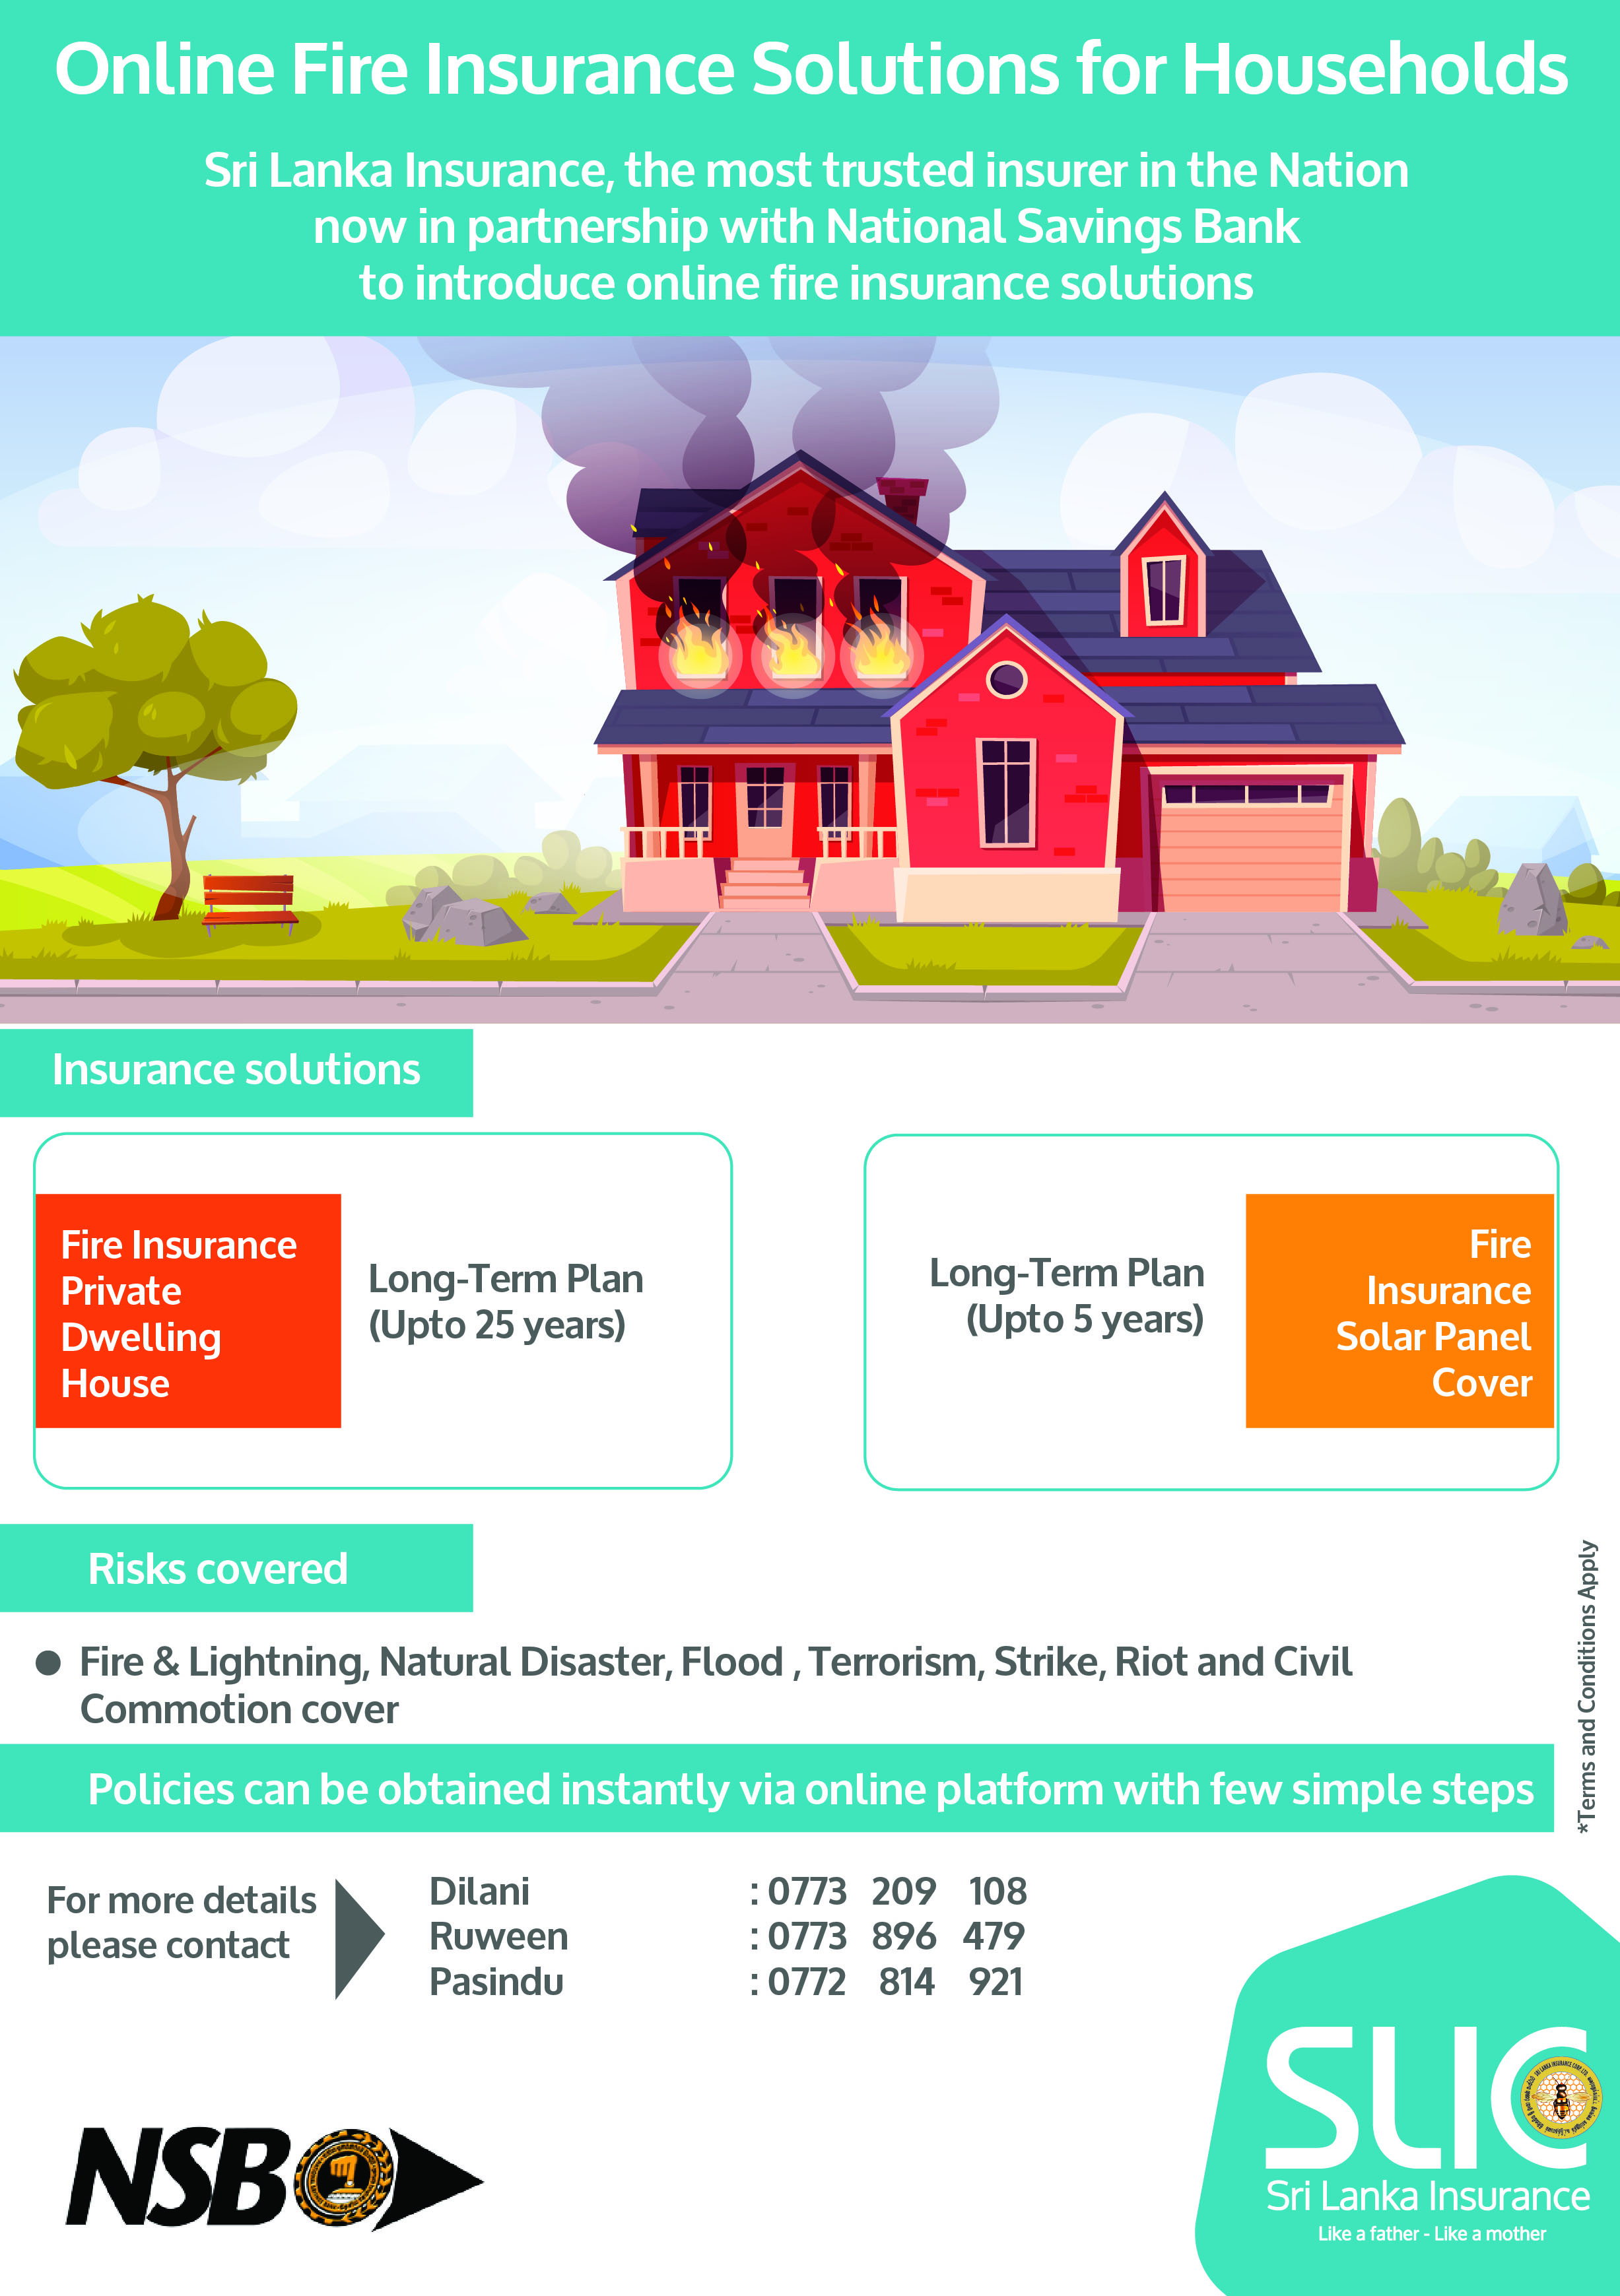 Online Fire Insurance Solutions for Households
Sri Lanka Insurance, the most trusted insurer in the Nation
now in partnership with National Savings Bank
to introduce online fire insurance solutions
Insurance solutions
Fire Insurance
Private
Dwelling
House
Long-Term Plan
(Upto 25 years)
Long-Term Plan
(Upto 5 years)
Fire
Insurance
Solar Panel
Cover
Risks covered
● Fire & Lightning, Natural Disaster, Flood , Terrorism, Strike, Riot and Civil
Commotion cover
*Terms and Conditions Apply
Policies can be obtained instantly via online platform with few simple steps
For more details
please contact
Dilani : 0773 209 108
Ruween : 0773 896 479
Pasindu : 0772 814 921
NSB
SLIC
SRI LANKA INSURANCE CORP. LTD.
Sri Lanka Insurance
Like a father - Like a mother